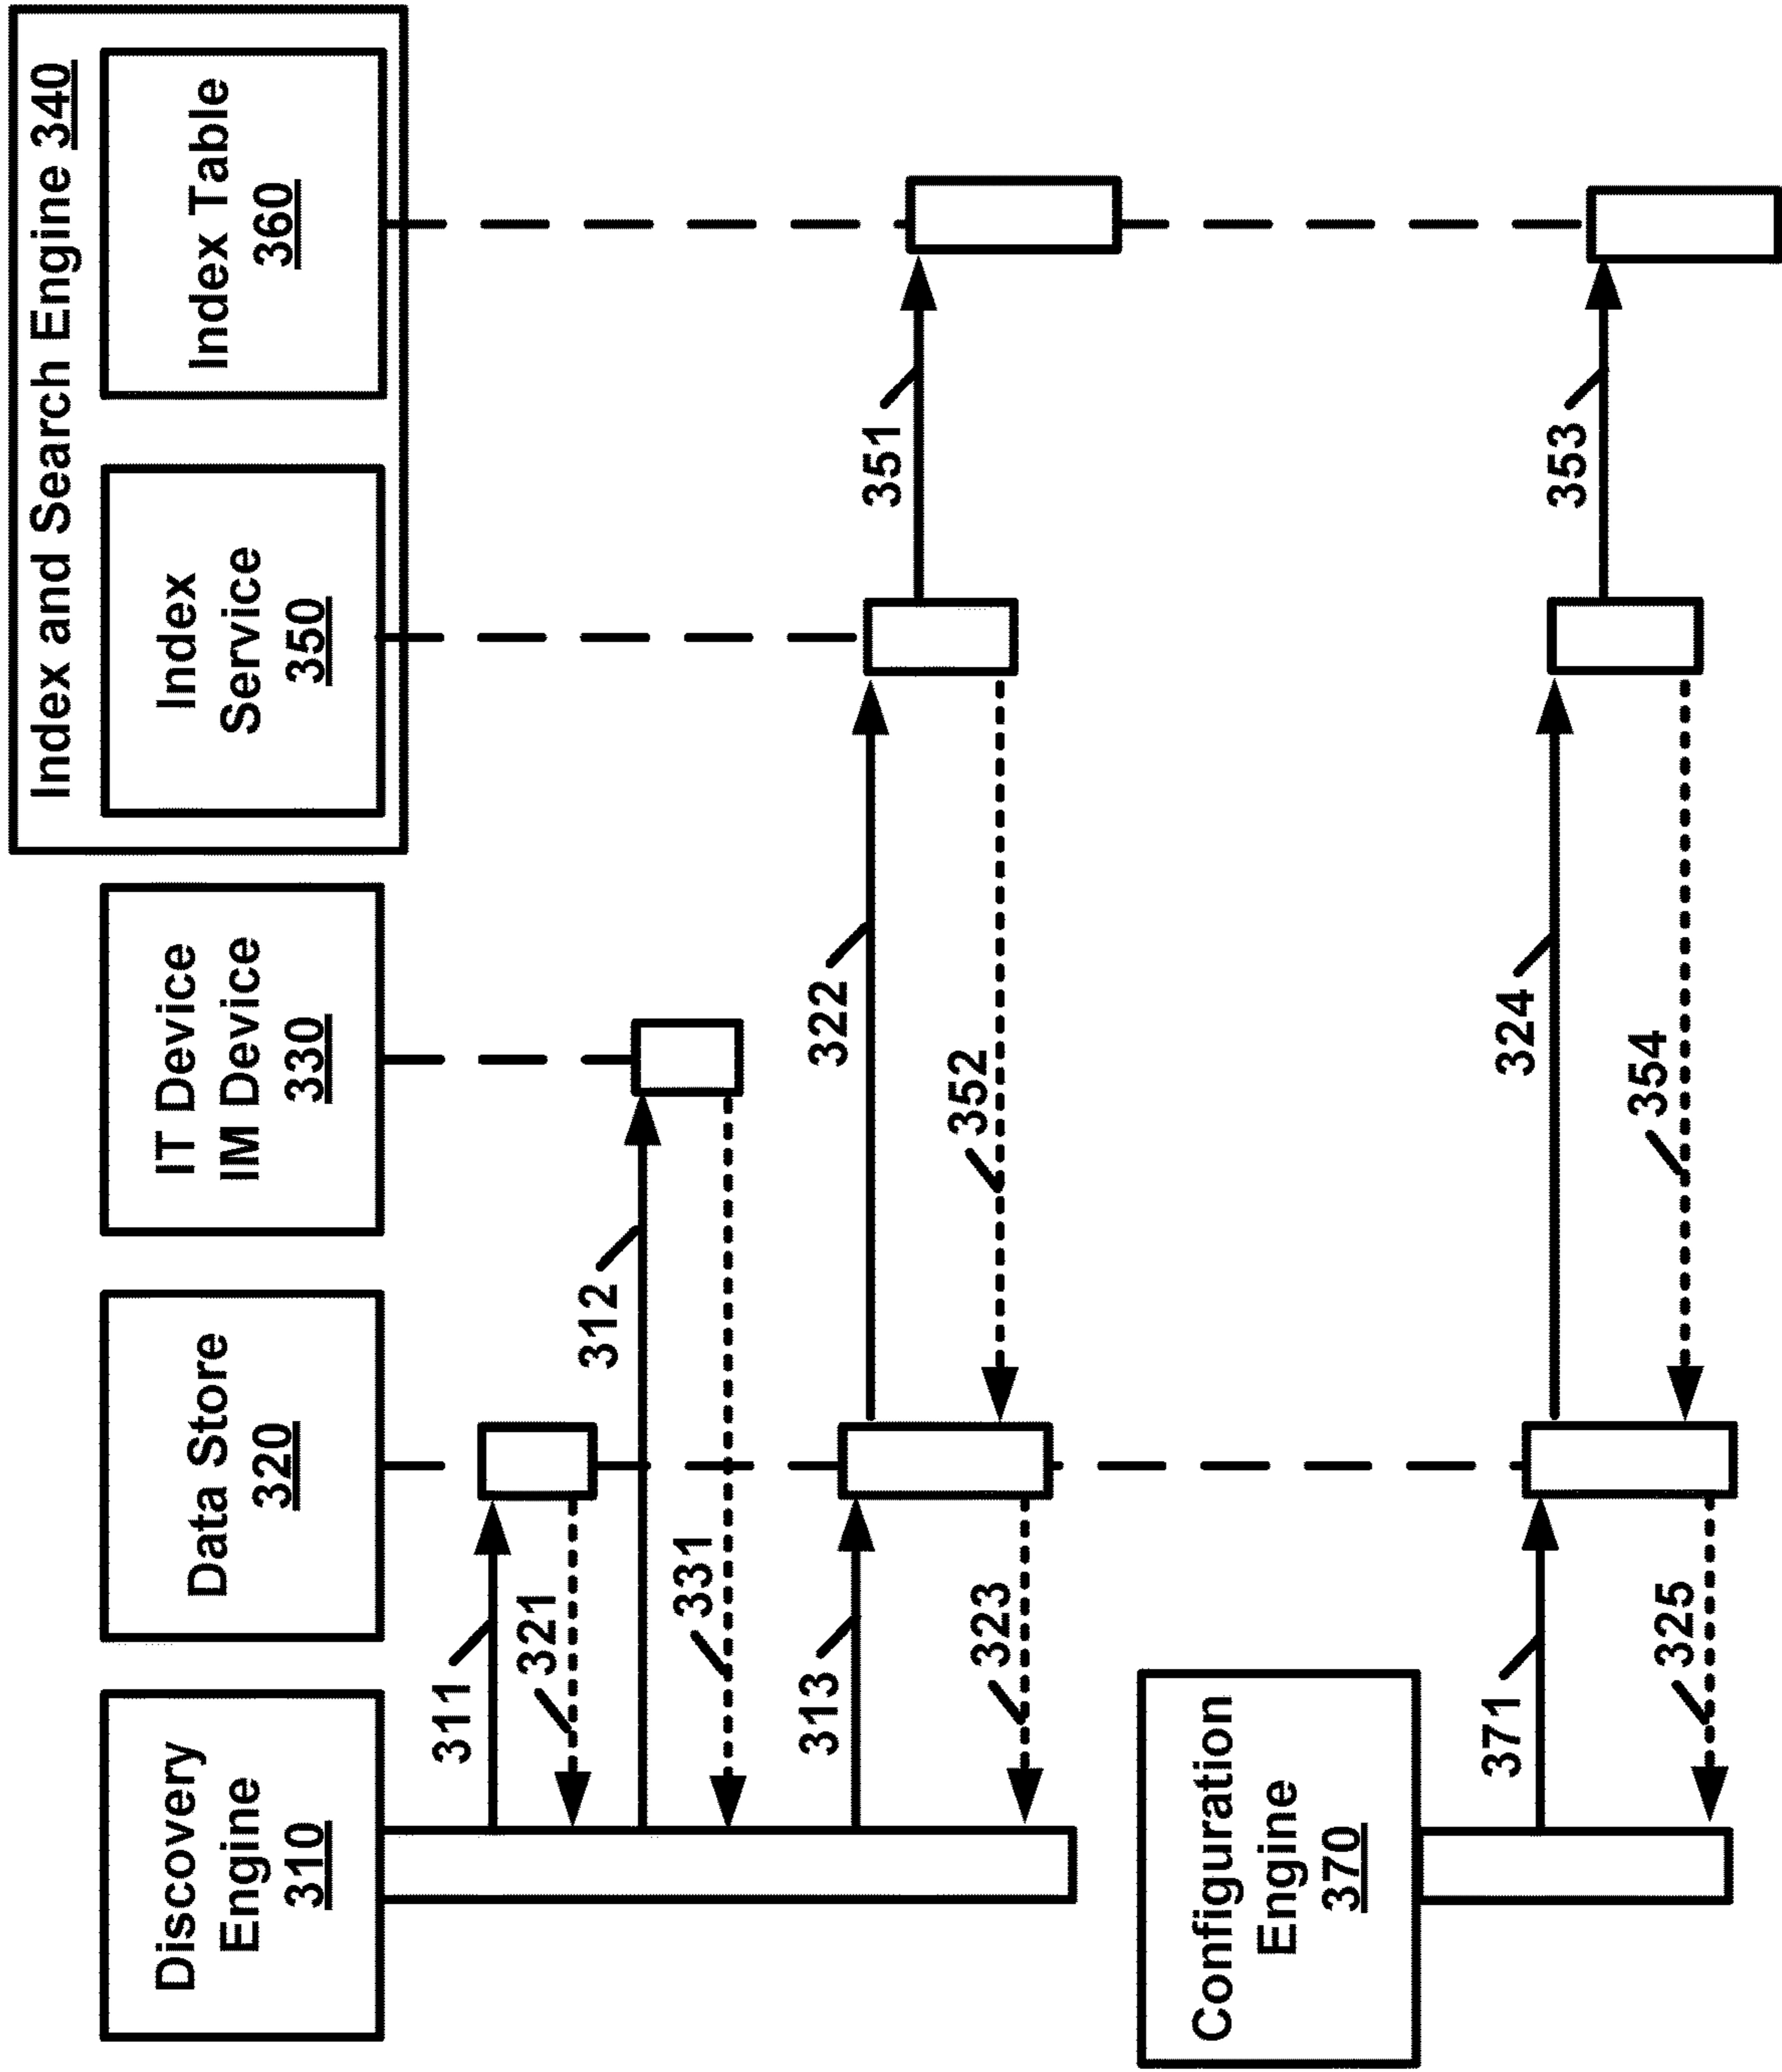 Index and Search Engine 340
Discovery
Engine
310
Data Store
320
IT Device
IM Device
330
Index
Service
350
Index Table
360
311
321
312
331
313
322
351
352
323
Configuration
Engine
370
371
324
353
354
325